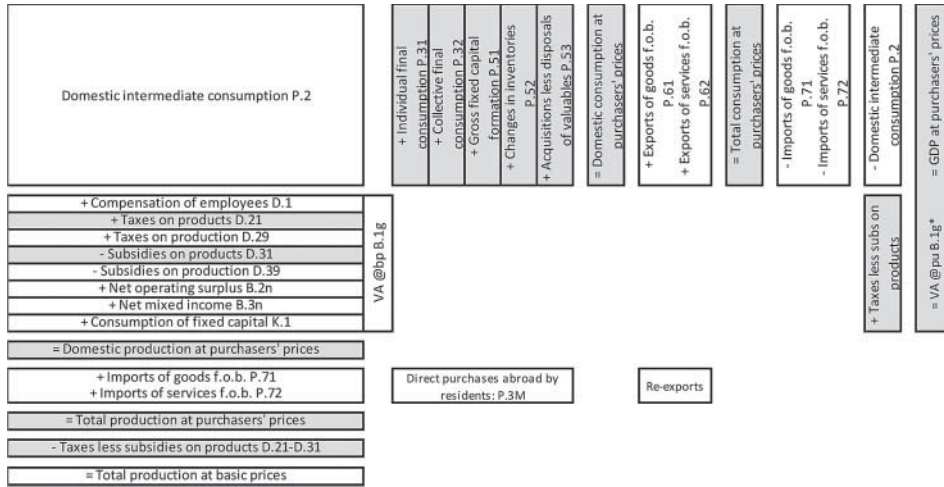 Domestic intermediate consumption P.2
+ Individual final
consumption P.31
+ Collective final
consumption P.32
+ Gross fixed capital
formation P.51
+ Changes in inventories
P.52
+ Acquisitions less disposals
of valuables P.53
= Domestic consumption at
purchasers' prices
+ Exports of goods f.o.b.
P.61
+ Exports of services f.o.b.
P.62
= Total consumption at
purchasers' prices
- Imports of goods f.o.b.
P.71
- Imports of services f.o.b.
P.72
- Domestic intermediate
consumption P.2
= GDP at purchasers' prices
+ Compensation of employees D.1
+ Taxes on products D.21
+ Taxes on production D.29
- Subsidies on products D.31
- Subsidies on production D.39
+ Net operating surplus B.2n
+ Net mixed income B.3n
+ Consumption of fixed capital K.1
VA @bp B.1g
+ Taxes less subs on
products
= VA @pu B.1g*
= Domestic production at purchasers' prices
+ Imports of goods f.o.b. P.71
+ Imports of services f.o.b. P.72
Direct purchases abroad by
residents: P.3M
Re-exports
= Total production at purchasers' prices
- Taxes less subsidies on products D.21-D.31
= Total production at basic prices